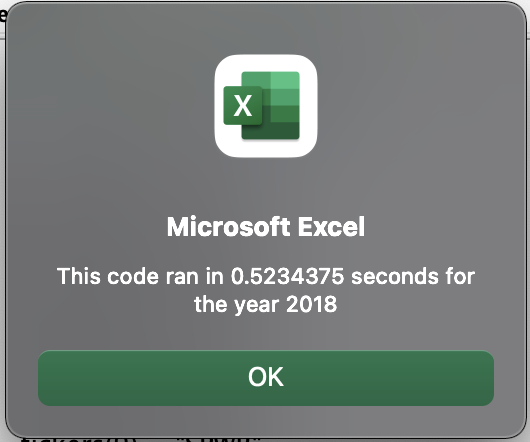 X
Microsoft Excel
This code ran in 0.5234375 seconds for
the year 2018
OK